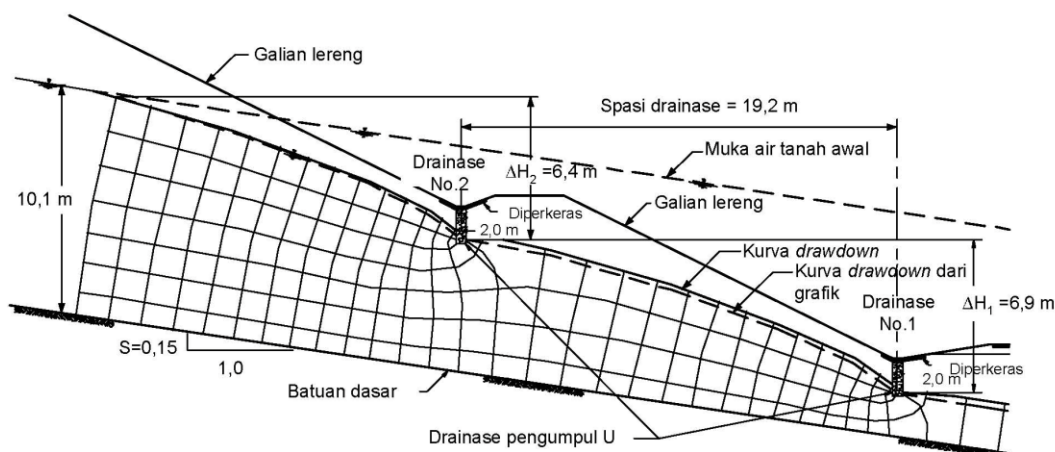 Galian lereng
Spasi drainase = 19,2 m
Drainase
No.2
ΔH₂ =6,4 m
Muka air tanah awal
10,1 m
Diperkeras
Galian lereng
2,0 m
Kurva drawdown
Kurva drawdown dari
grafik
Drainase
No.1
ΔH₁ =6,9 m
S=0,15
1,0
Diperkeras
2,0 m
Batuan dasar
Drainase pengumpul U